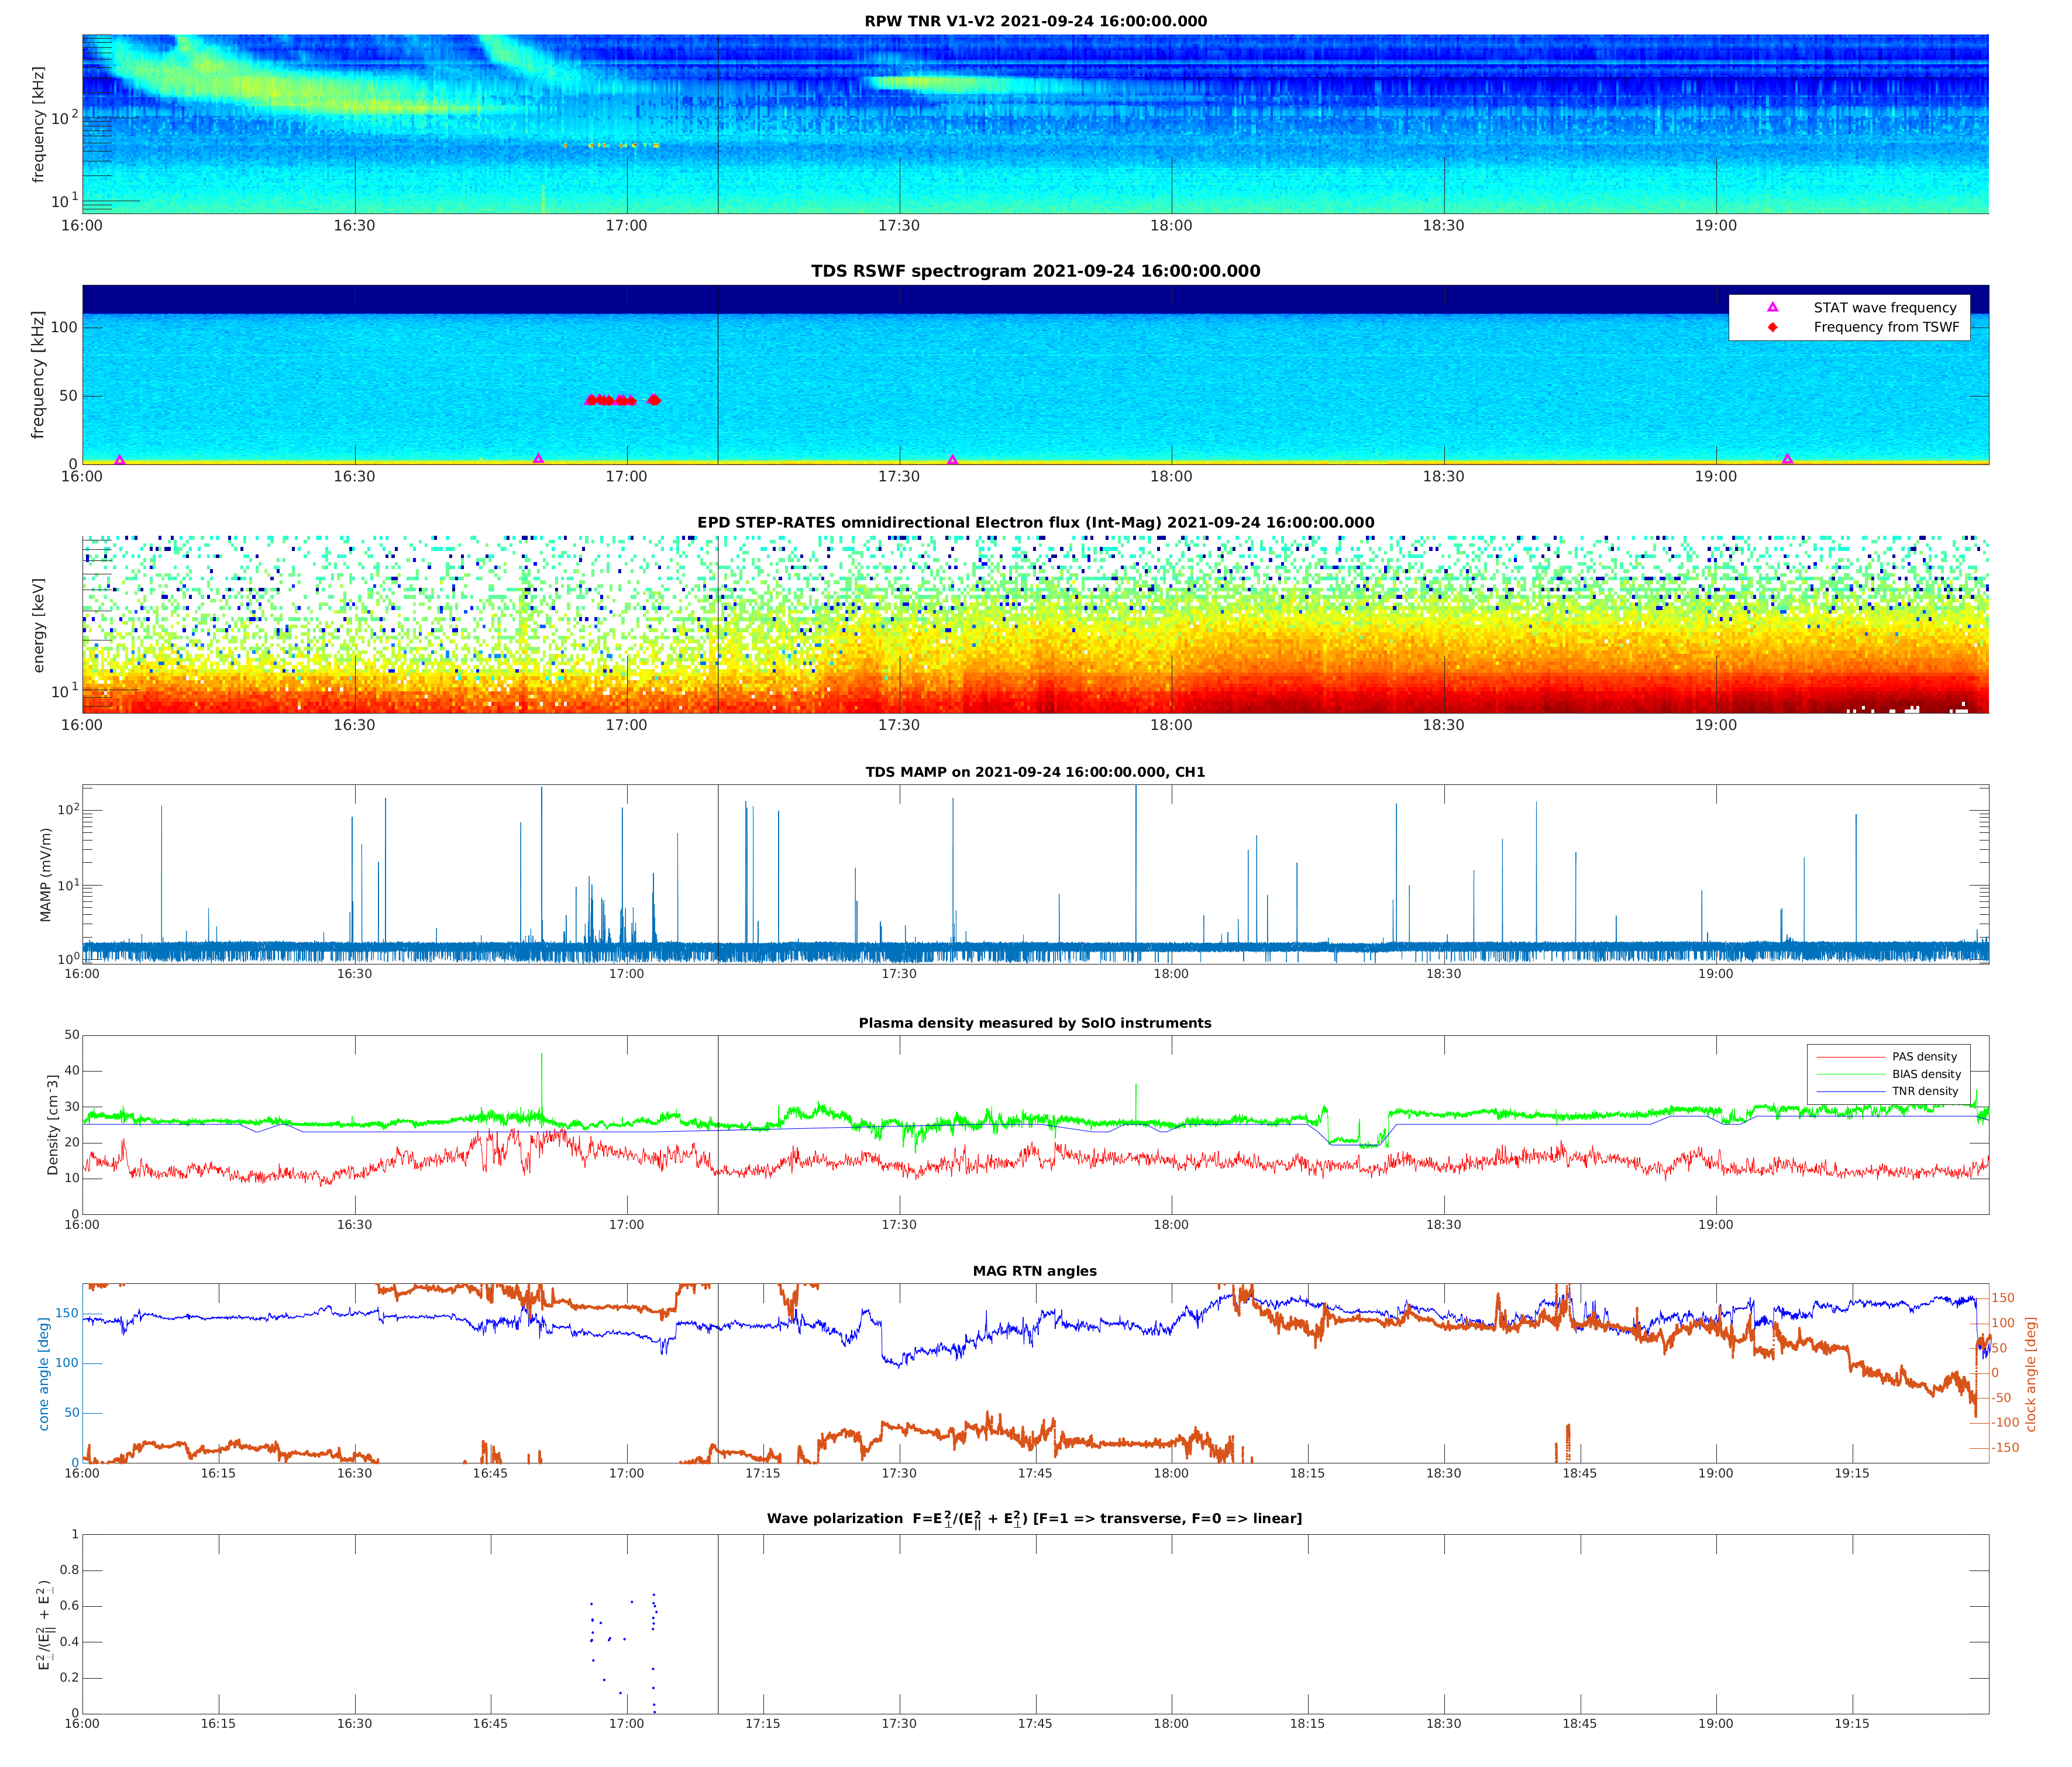 RPW TNR V1-V2 2021-09-24 16:00:00.000
frequency [kHz]
10^2
10^1
16:00 16:30 17:00 17:30 18:00 18:30 19:00
TDS RSWF spectrogram 2021-09-24 16:00:00.000
frequency [kHz]
100
50
0
STAT wave frequency
Frequency from TSWF
16:00 16:30 17:00 17:30 18:00 18:30 19:00
EPD STEP-RATES omnidirectional Electron flux (Int-Mag) 2021-09-24 16:00:00.000
energy [keV]
10^1
16:00 16:30 17:00 17:30 18:00 18:30 19:00
TDS MAMP on 2021-09-24 16:00:00.000, CH1
MAMP (mV/m)
10^2
10^1
10^0
16:00 16:30 17:00 17:30 18:00 18:30 19:00
Plasma density measured by SolO instruments
Density [cm^-3]
50
40
30
20
10
0
PAS density
BIAS density
TNR density
16:00 16:30 17:00 17:30 18:00 18:30 19:00
MAG RTN angles
cone angle [deg]
150
100
50
0
150
100
50
0
-50
-100
-150
clock angle [deg]
16:00 16:15 16:30 16:45 17:00 17:15 17:30 17:45 18:00 18:15 18:30 18:45 19:00 19:15
Wave polarization F=E⊥^2/(E||^2 + E⊥^2) [F=1 => transverse, F=0 => linear]
E⊥^2/(E||^2 + E⊥^2)
1
0.8
0.6
0.4
0.2
0
16:00 16:15 16:30 16:45 17:00 17:15 17:30 17:45 18:00 18:15 18:30 18:45 19:00 19:15